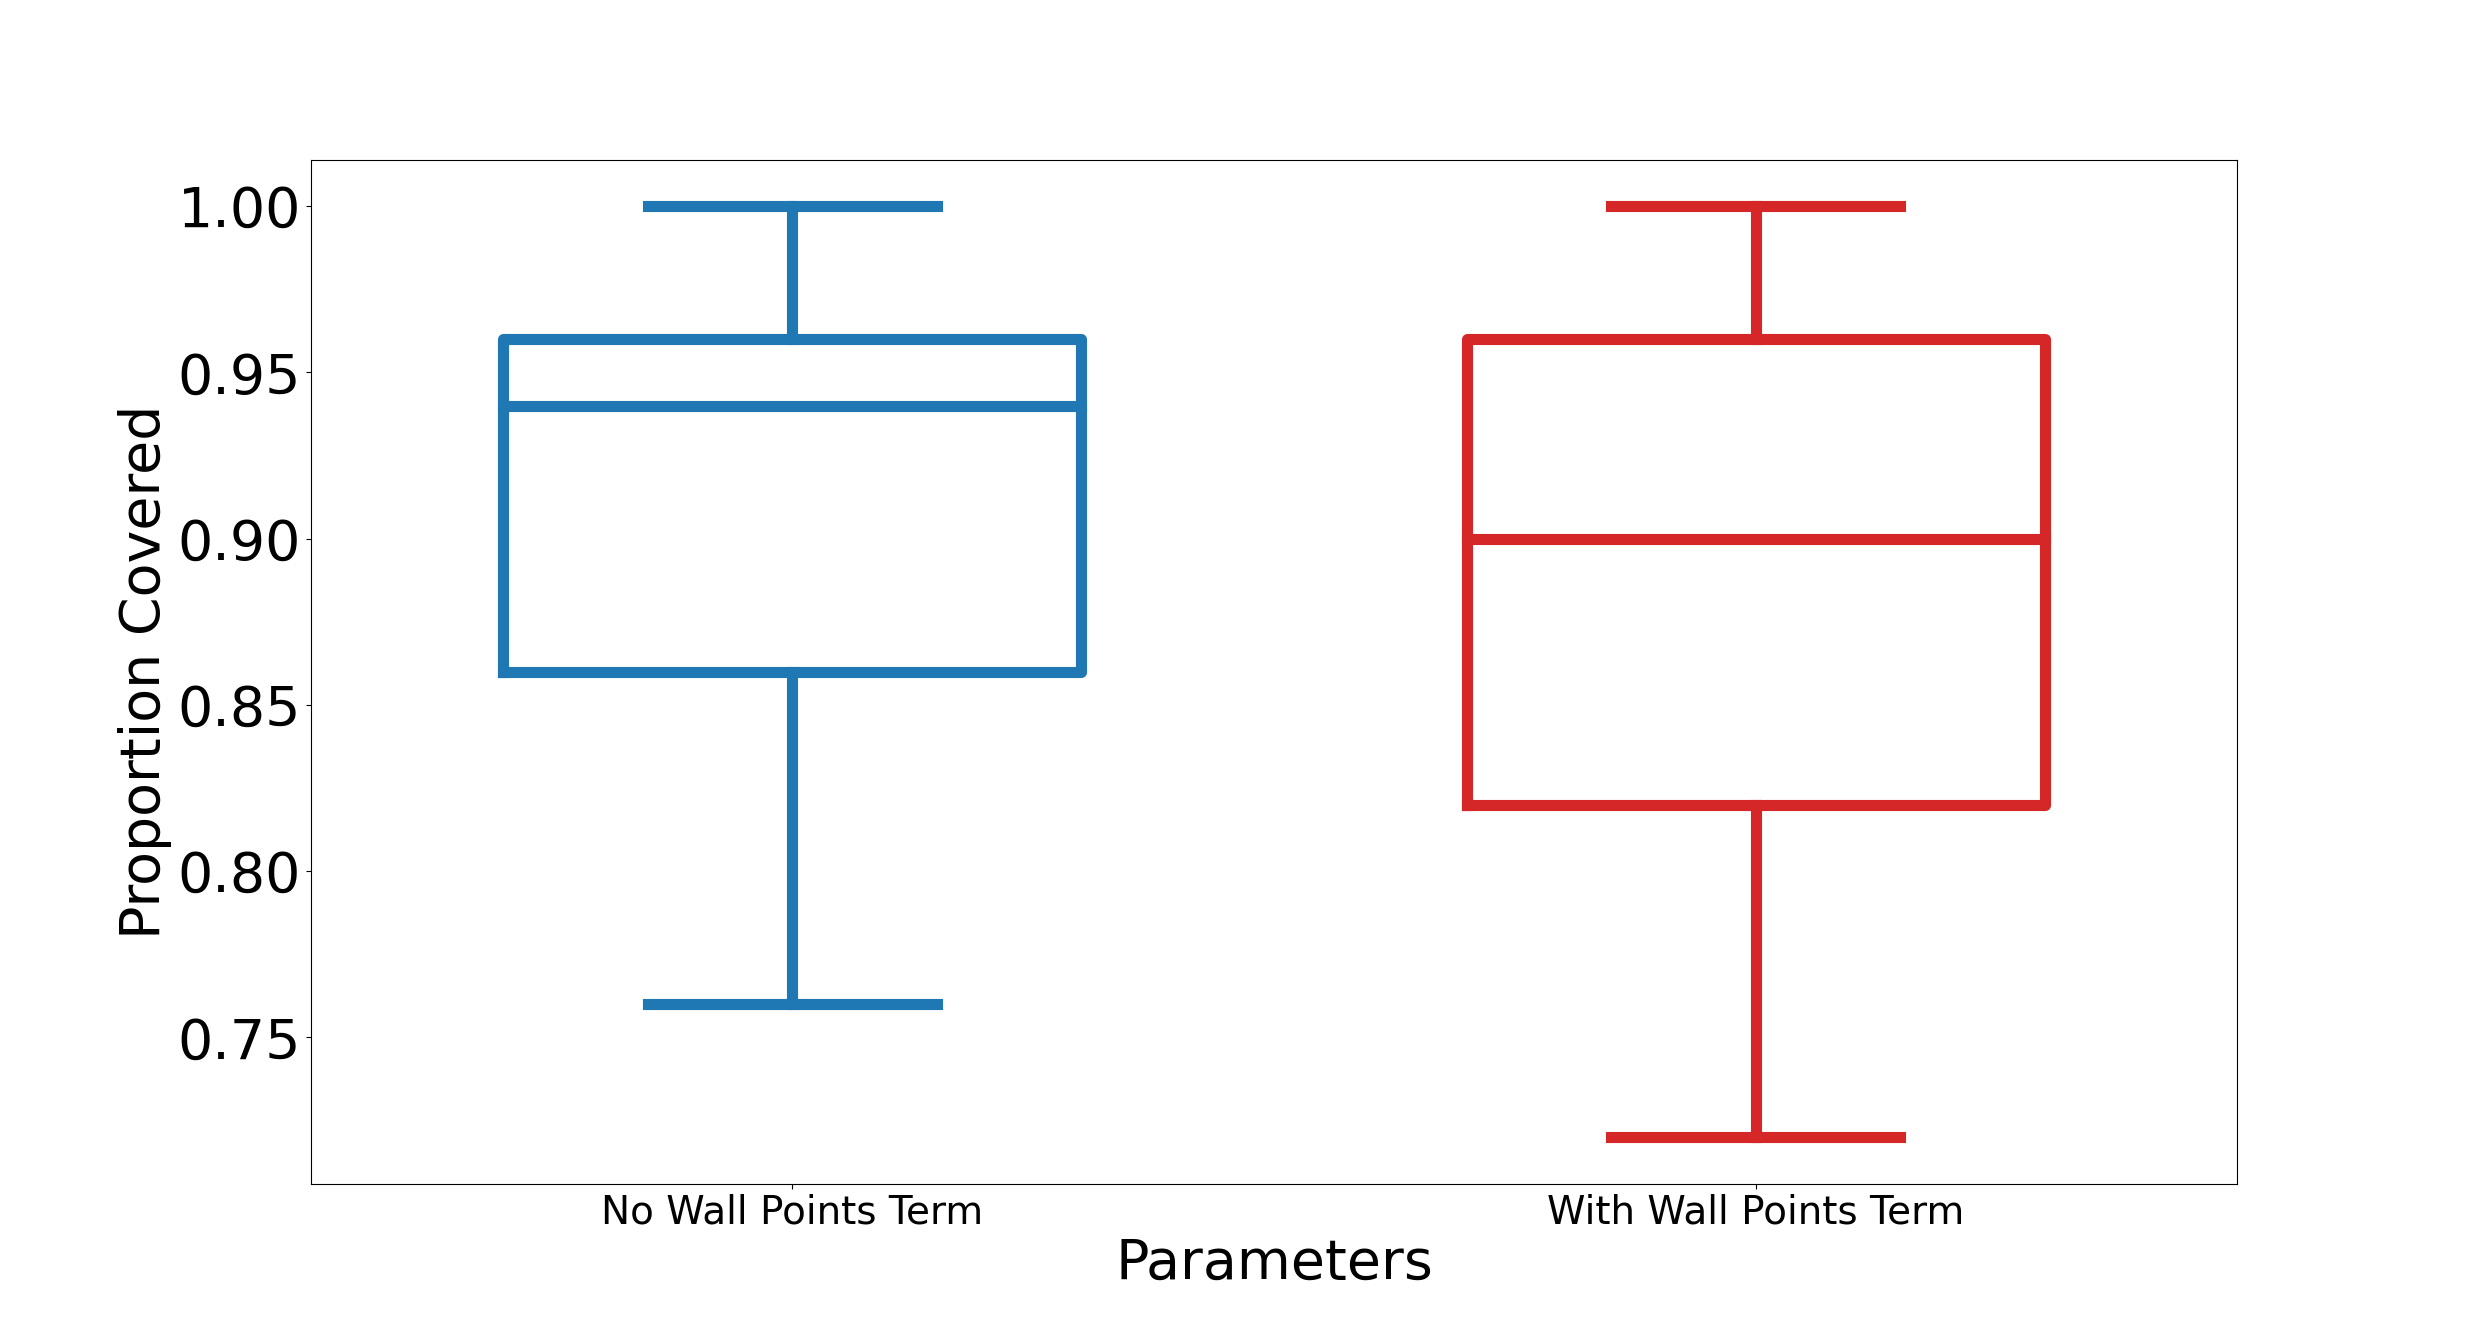 Proportion Covered
1.00
0.95
0.90
0.85
0.80
0.75
No Wall Points Term
With Wall Points Term
Parameters